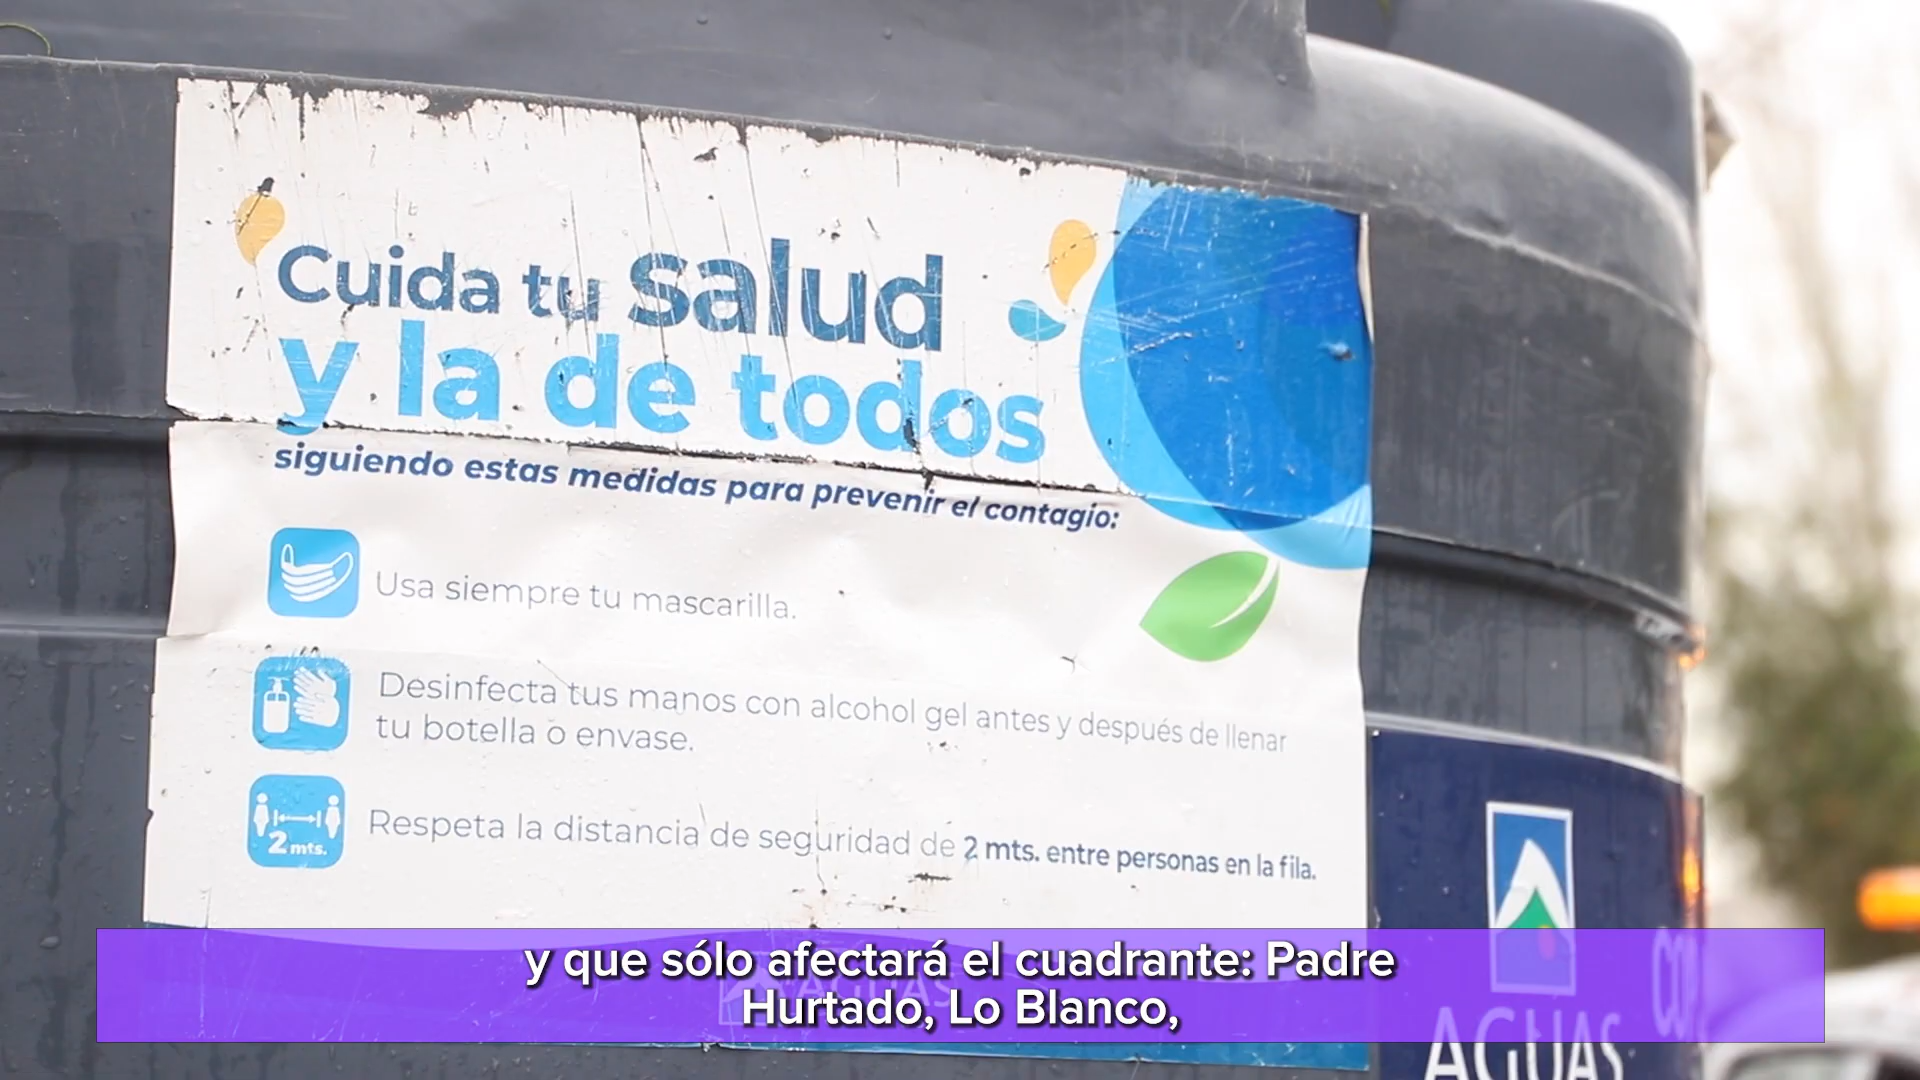 Cuida tu salud
y la de todos
siguiendo estas medidas para prevenir el contagio:
Usa siempre tu mascarilla.
Desinfecta tus manos con alcohol gel antes y después de llenar
tu botella o envase.
2 mts.
Respeta la distancia de seguridad de 2 mts. entre personas en la fila.
y que sólo afectará el cuadrante: Padre
Hurtado, Lo Blanco,
AGUAS
AGUAS